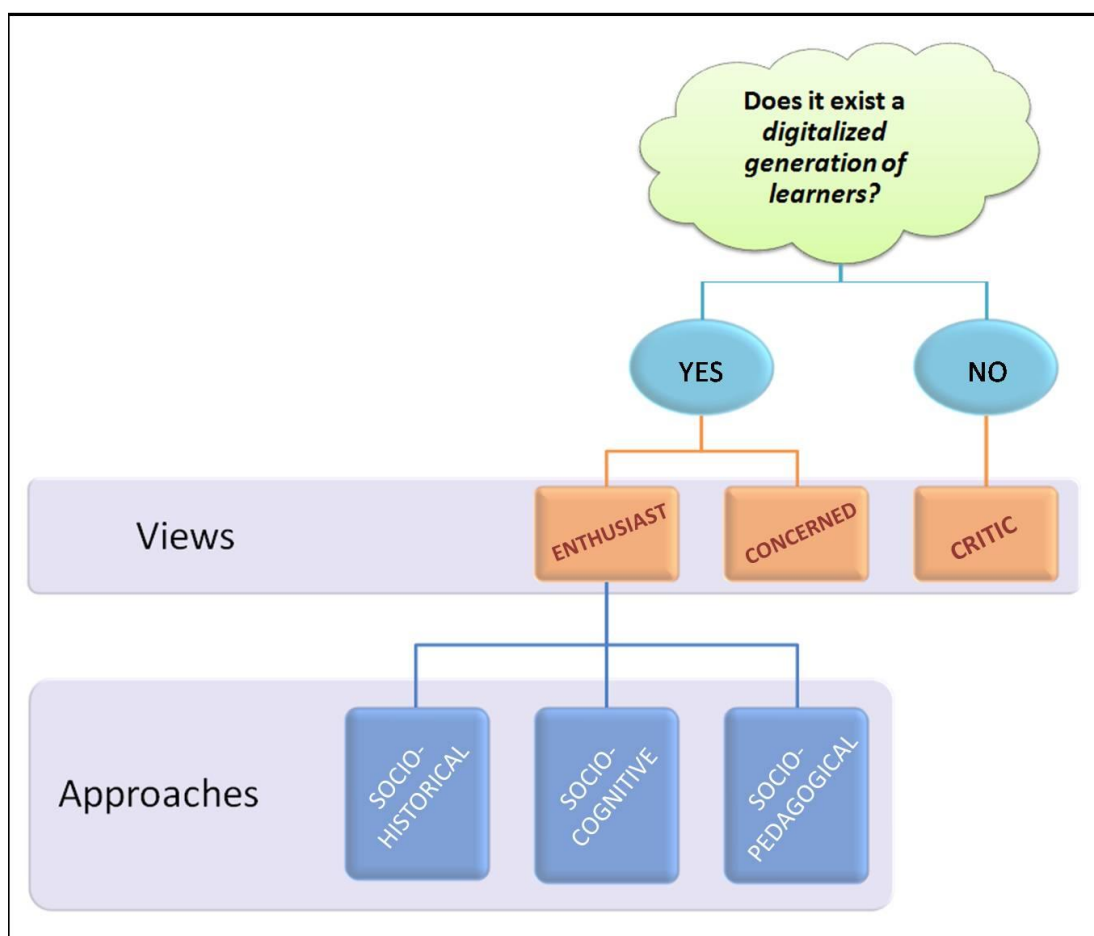 Does it exist a
digitalized
generation of
learners?
YES
NO
Views
ENTHUSIAST
CONCERNED
CRITIC
Approaches
SOCIO-
HISTORICAL
SOCIO-
COGNITIVE
SOCIO-
PEDAGOGICAL